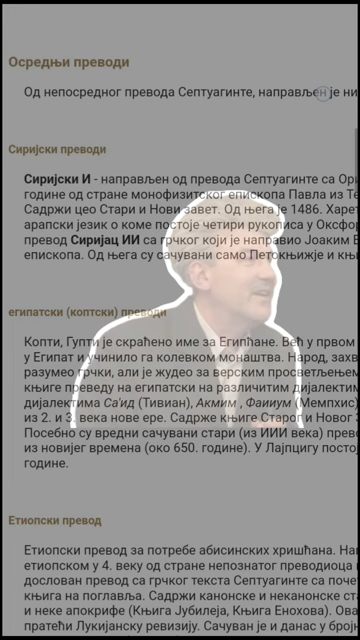 Осредњи преводи
Од непосредног превода Септуагинте, направљен је ни
Сиријски преводи
Сиријски И - направљен од превода Септуагинте са Ори
године од стране монофизитског епископа Павла из Те
Садржи цео Стари и Нови завет. Од њега је 1486. Харет
арапски језик о коме постоје четири рукописа у Оксфор
превод Сиријац ИИ са грчког који је направио Јоаким В
епископа. Од њега су сачувани само Петокњижје и књи
египатски (коптски) преводи
Копти, Гупти је скраћено име за Египћане. Већ у првом
у Египат и учинило га колевком монаштва. Народ, захв
разумео грчки, али је жудео за верским просветљењем
књиге преведу на египатски на различитим дијалектим
дијалектима Са'ид (Тивиан), Акмим , Фаииум (Мемпхис)
из 2. и 3. века нове ере. Садрже књиге Старог и Новог З
Посебно су вредни сачувани стари (из ИИИ века) прево
из новијег времена (око 650. године). У Лајпцигу посто
године.
Етиопски превод
Етиопски превод за потребе абисинских хришћана. Нап
етиопском у 4. веку од стране непознатог преводиоца и
дослован превод са грчког текста Септуагинте са поче
књига на поглавља. Садржи канонске и неканонске ст
и неке апокрифе (Књига Јубилеја, Књига Енохова). Ова
пратећи Лукијанску ревизију. Сачуван је и данас у број